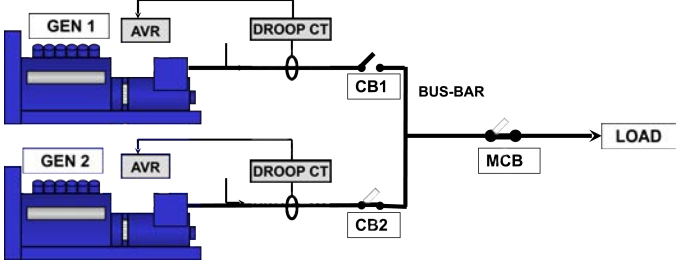 GEN 1
AVR
DROOP CT
CB1
BUS-BAR
LOAD
MCB
GEN 2
AVR
DROOP CT
CB2